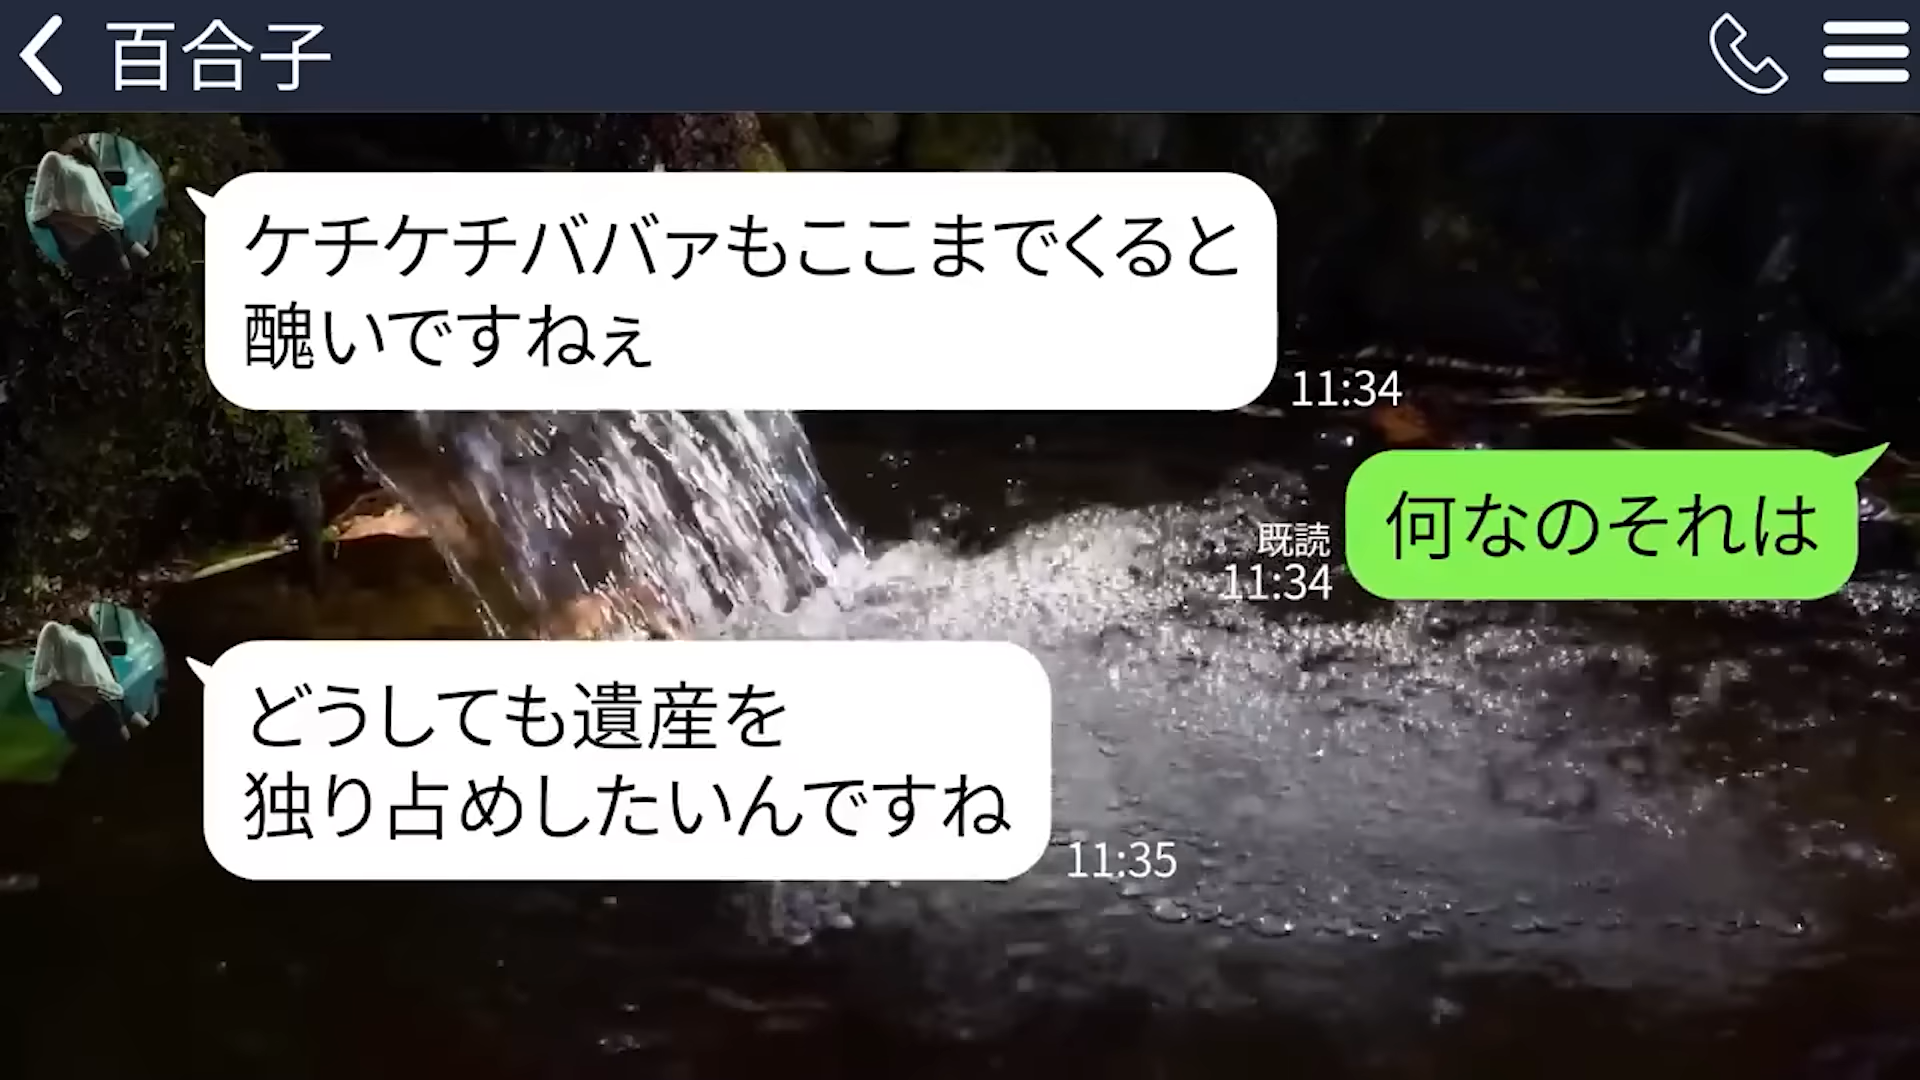 百合子
ケチケチババァもここまでくると
醜いですねぇ
11:34
何なのそれは
既読
11:34
どうしても遺産を
独り占めしたいんですね
11:35